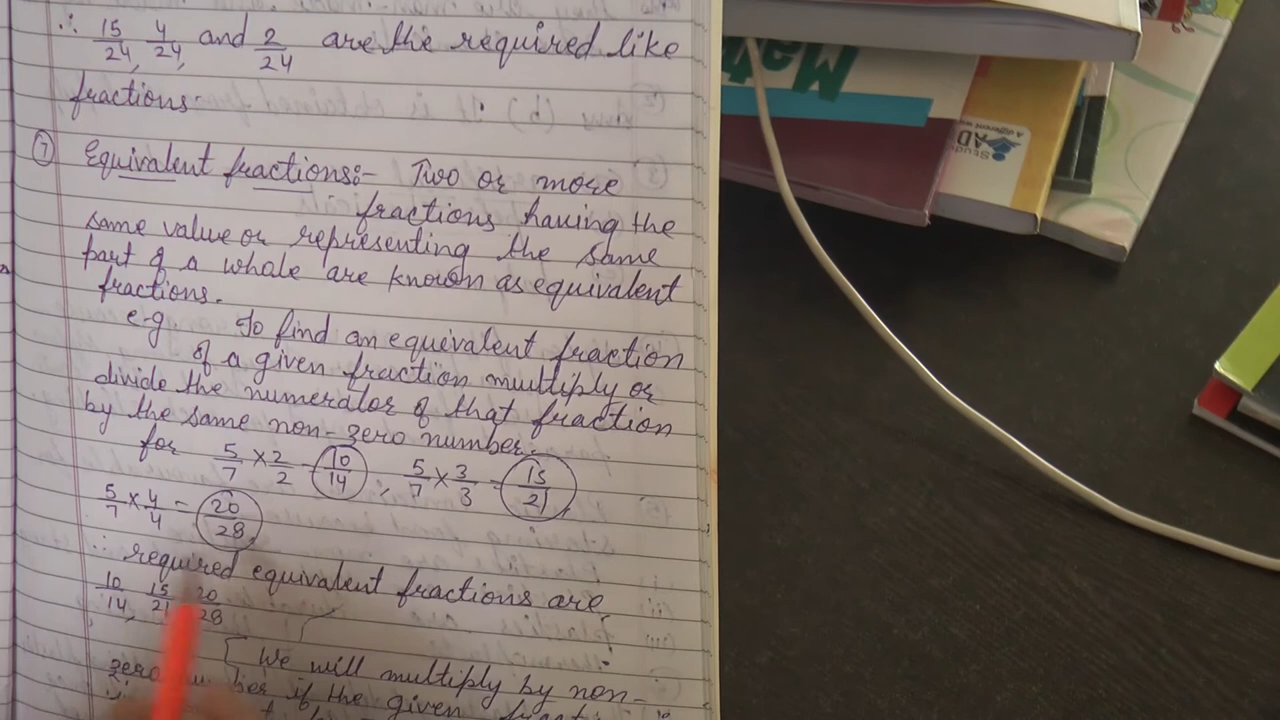 ∴ 15/24, 4/24, and 2/24 are the required like
fractions.
⑦ Equivalent fractions:- Two or more
fractions having the
same value or representing the same
part of a whole are known as equivalent
fractions.
e.g. To find an equivalent fraction
of a given fraction multiply or
divide the numerator of that fraction
by the same non-zero number.
for 5/7 × 2/2 = 10/14, 5/7 × 3/3 = 15/21,
5/7 × 4/4 = 20/28,
∴ required equivalent fractions are,
10/14, 15/21, 20/28
We will multiply by non-
zero if the given
Mat